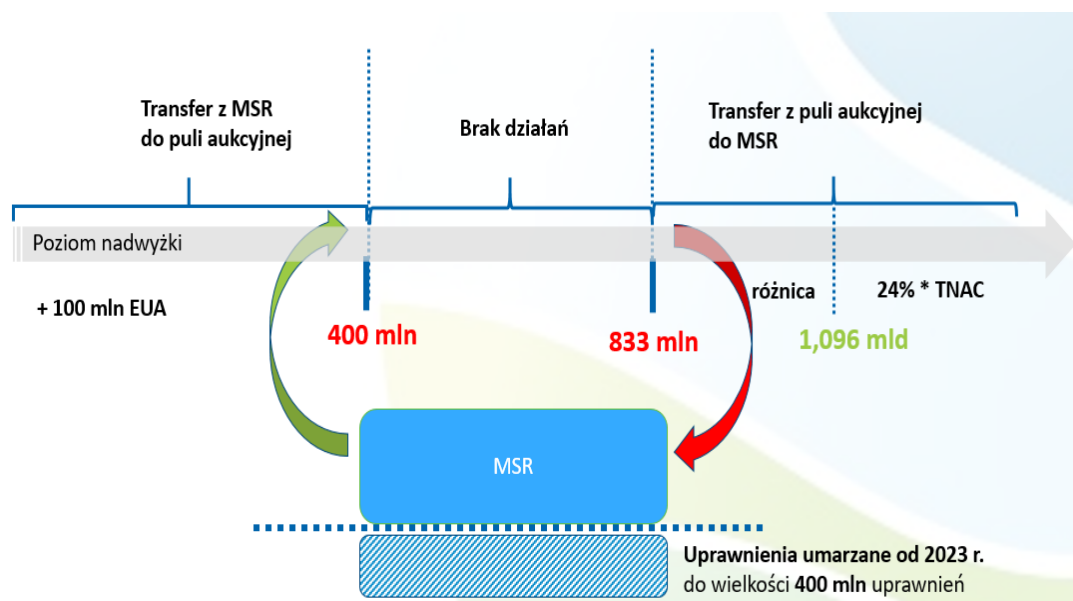 Transfer z MSR
do puli aukcyjnej
Brak działań
Transfer z puli aukcyjnej
do MSR
Poziom nadwyżki
+ 100 mln EUA
różnica
24% * TNAC
400 mln
833 mln
1,096 mld
MSR
Uprawnienia umarzane od 2023 r.
do wielkości 400 mln uprawnień